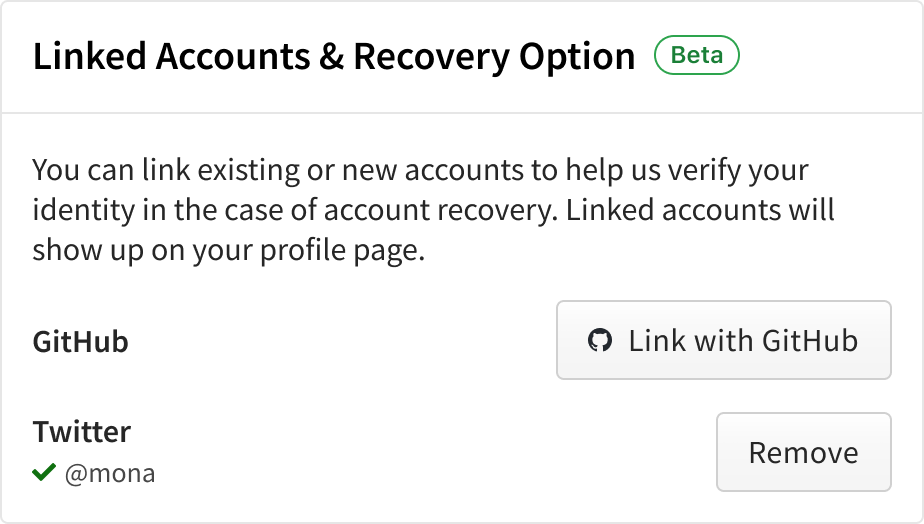 Linked Accounts & Recovery Option Beta
You can link existing or new accounts to help us verify your
identity in the case of account recovery. Linked accounts will
show up on your profile page.
GitHub
Link with GitHub
Twitter
@mona
Remove